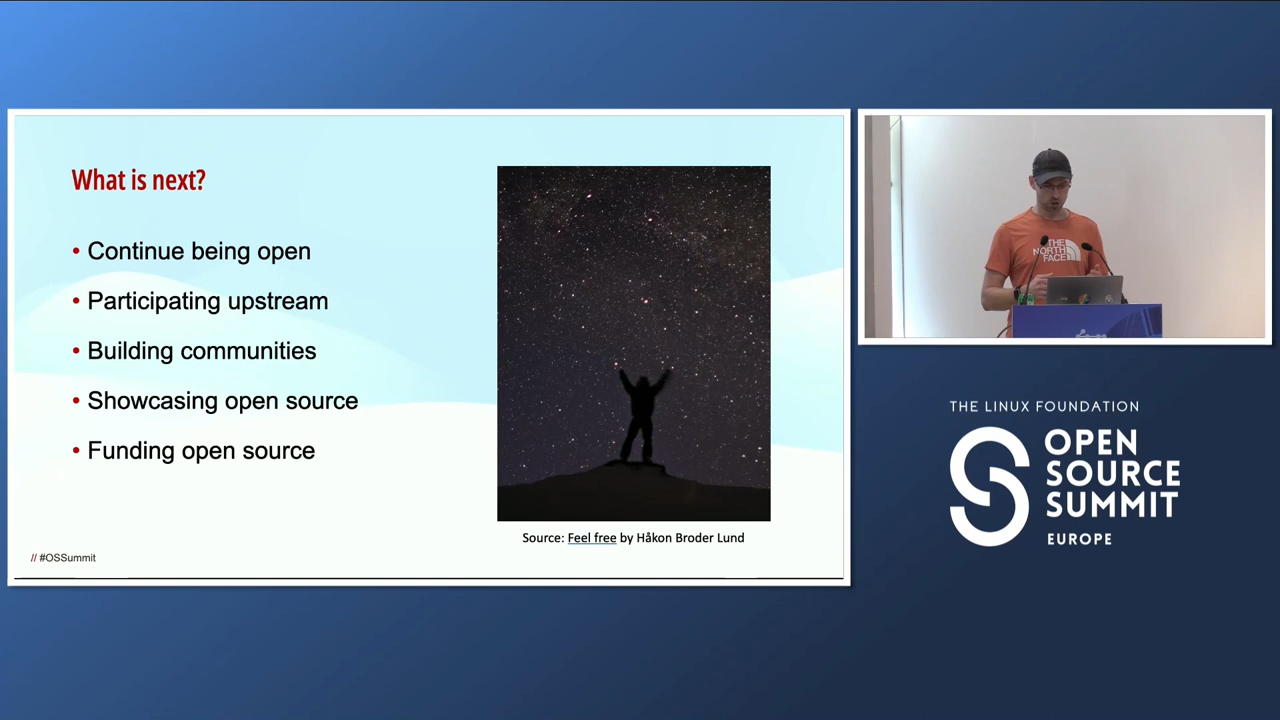 What is next?
• Continue being open
• Participating upstream
• Building communities
• Showcasing open source
• Funding open source
Source: Feel free by Håkon Broder Lund
// #OSSummit
THE
NORTH
FACE
THE LINUX FOUNDATION
OPEN
SOURCE
SUMMIT
EUROPE